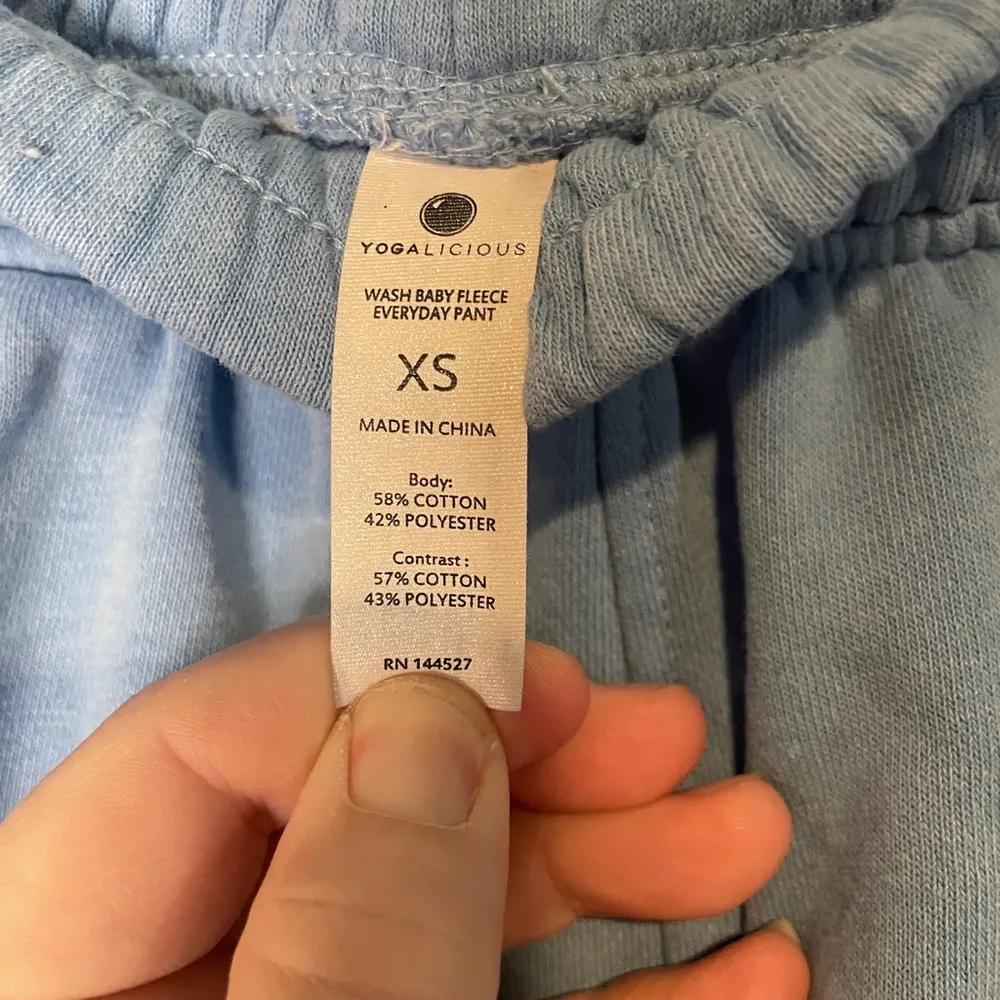 YOGALICIOUS
WASH BABY FLEECE
EVERYDAY PANT
XS
MADE IN CHINA
Body:
58% COTTON
42% POLYESTER
Contrast :
57% COTTON
43% POLYESTER
RN 144527